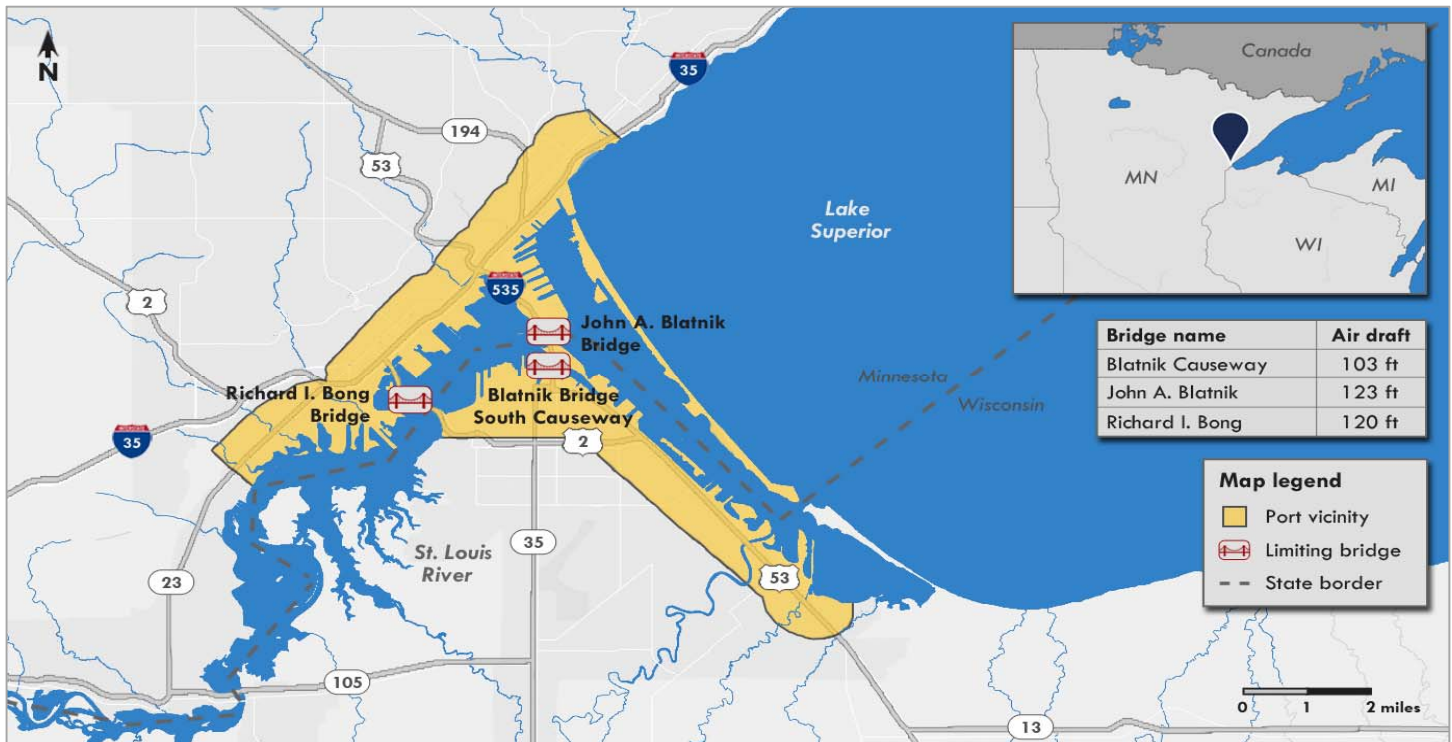 N
35
194
53
2
535
35
Richard I. Bong
Bridge
John A. Blatnik
Bridge
Blatnik Bridge
South Causeway
2
Lake
Superior
Minnesota
Wisconsin
St. Louis
River
35
23
53
105
13
Canada
MN
MI
WI
Bridge name Air draft
Blatnik Causeway 103 ft
John A. Blatnik 123 ft
Richard I. Bong 120 ft
Map legend
Port vicinity
Limiting bridge
State border
0 1 2 miles